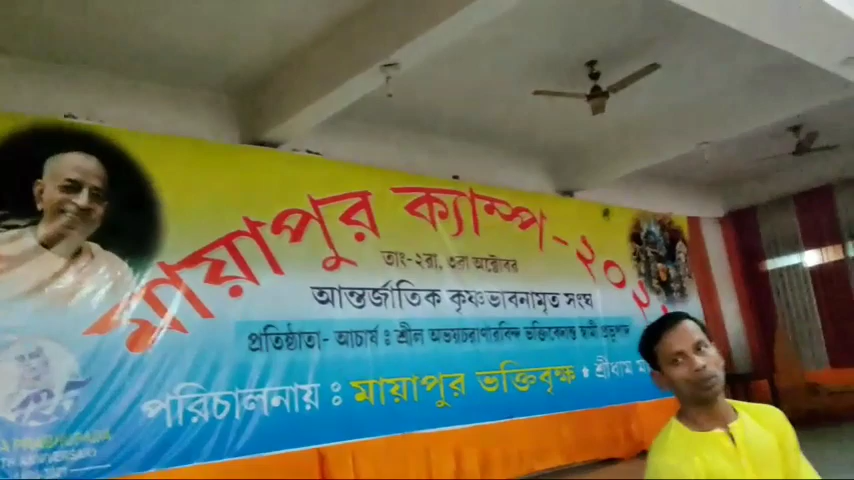 মায়াপুর ক্যাম্প-২০২
তাং-২রা, ৩রা অক্টোবর
আন্তর্জাতিক কৃষ্ণভাবনামৃত সংঘ
প্রতিষ্ঠাতা- আচার্য : শ্রীল অভয়চরণারবিন্দ ভক্তিবেদান্ত স্বামী প্রভুপাদ
পরিচালনায় : মায়াপুর ভক্তিবৃক্ষ * শ্রীধাম